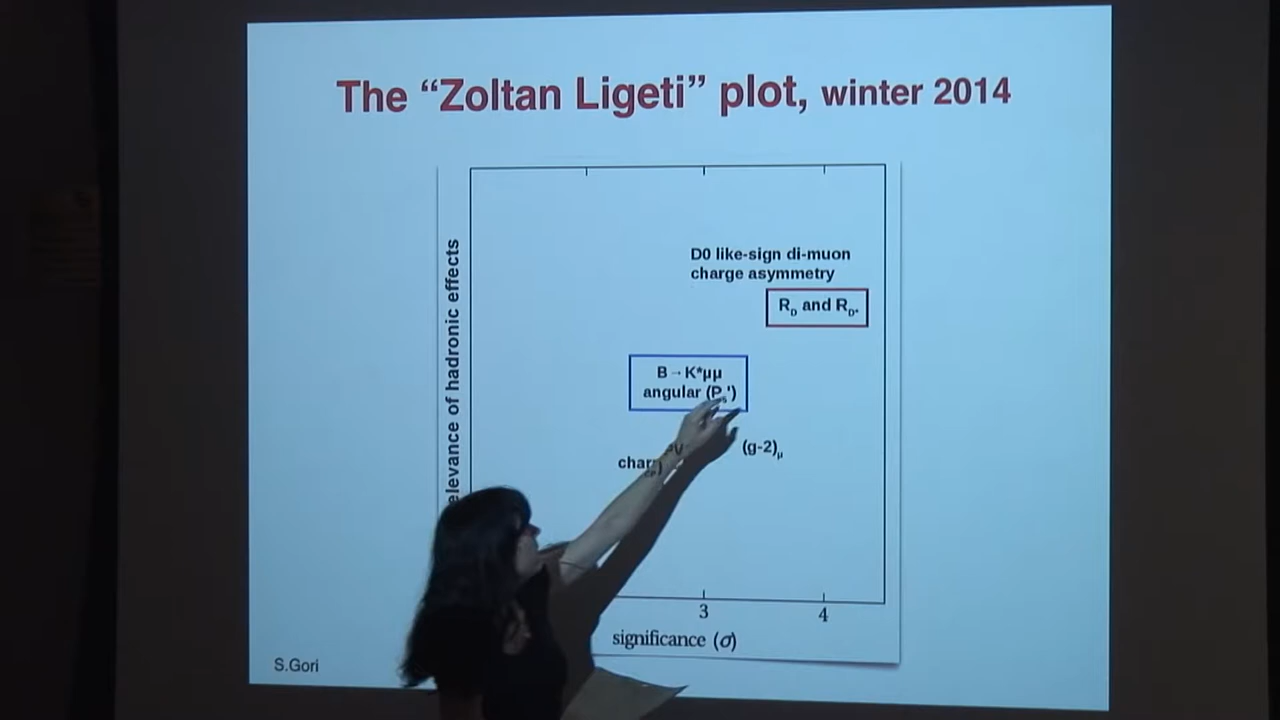 The “Zoltan Ligeti” plot, winter 2014
elevance of hadronic effects
D0 like-sign di-muon
charge asymmetry
R_D and R_D*
B → K*μμ
angular (P_5')
(g-2)_μ
3
4
significance (σ)
S.Gori